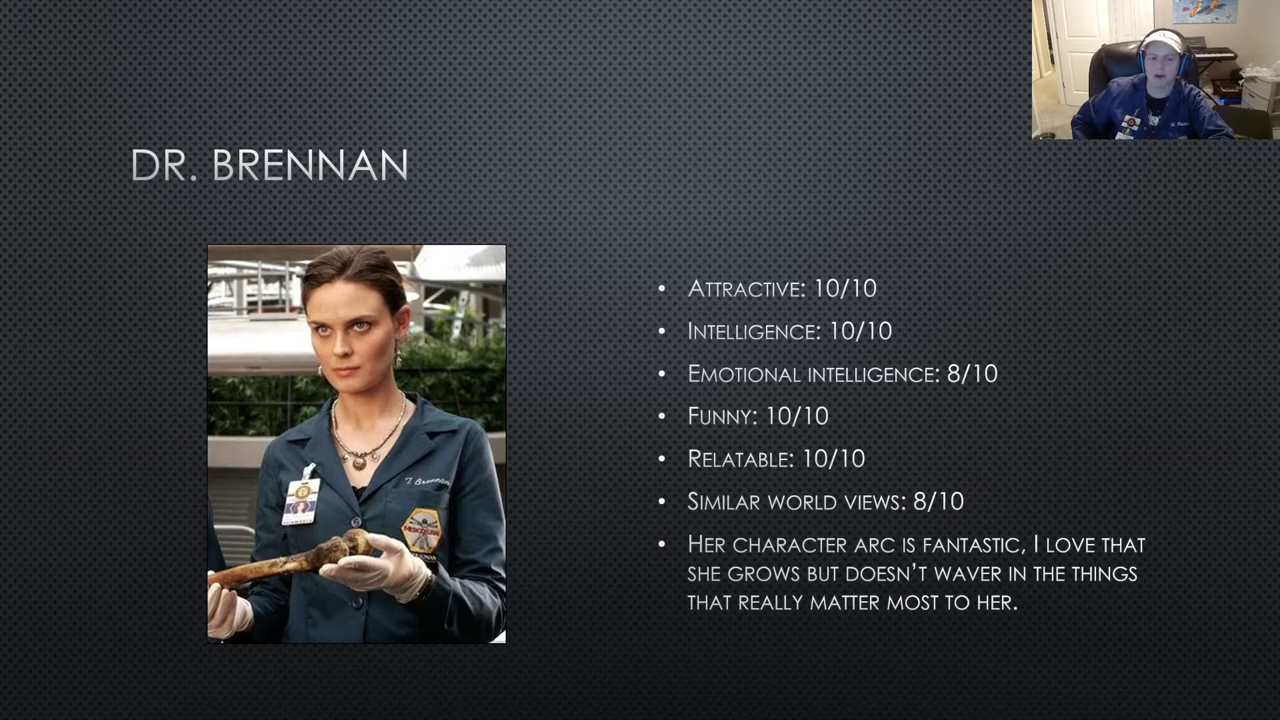 DR. BRENNAN
T. Brennan
• ATTRACTIVE: 10/10
• INTELLIGENCE: 10/10
• EMOTIONAL INTELLIGENCE: 8/10
• FUNNY: 10/10
• RELATABLE: 10/10
• SIMILAR WORLD VIEWS: 8/10
• HER CHARACTER ARC IS FANTASTIC, I LOVE THAT
SHE GROWS BUT DOESN'T WAVER IN THE THINGS
THAT REALLY MATTER MOST TO HER.